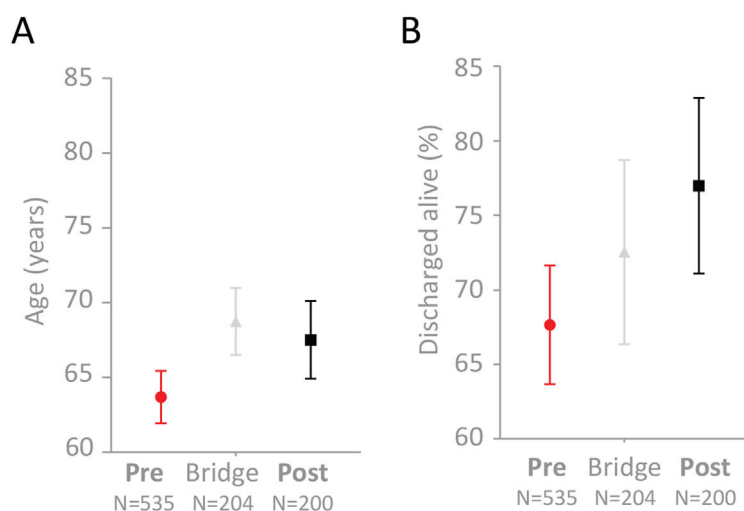 A
Age (years)
85
80
75
70
65
60
Pre Bridge Post
N=535 N=204 N=200
B
Discharged alive (%)
85
80
75
70
65
60
Pre Bridge Post
N=535 N=204 N=200